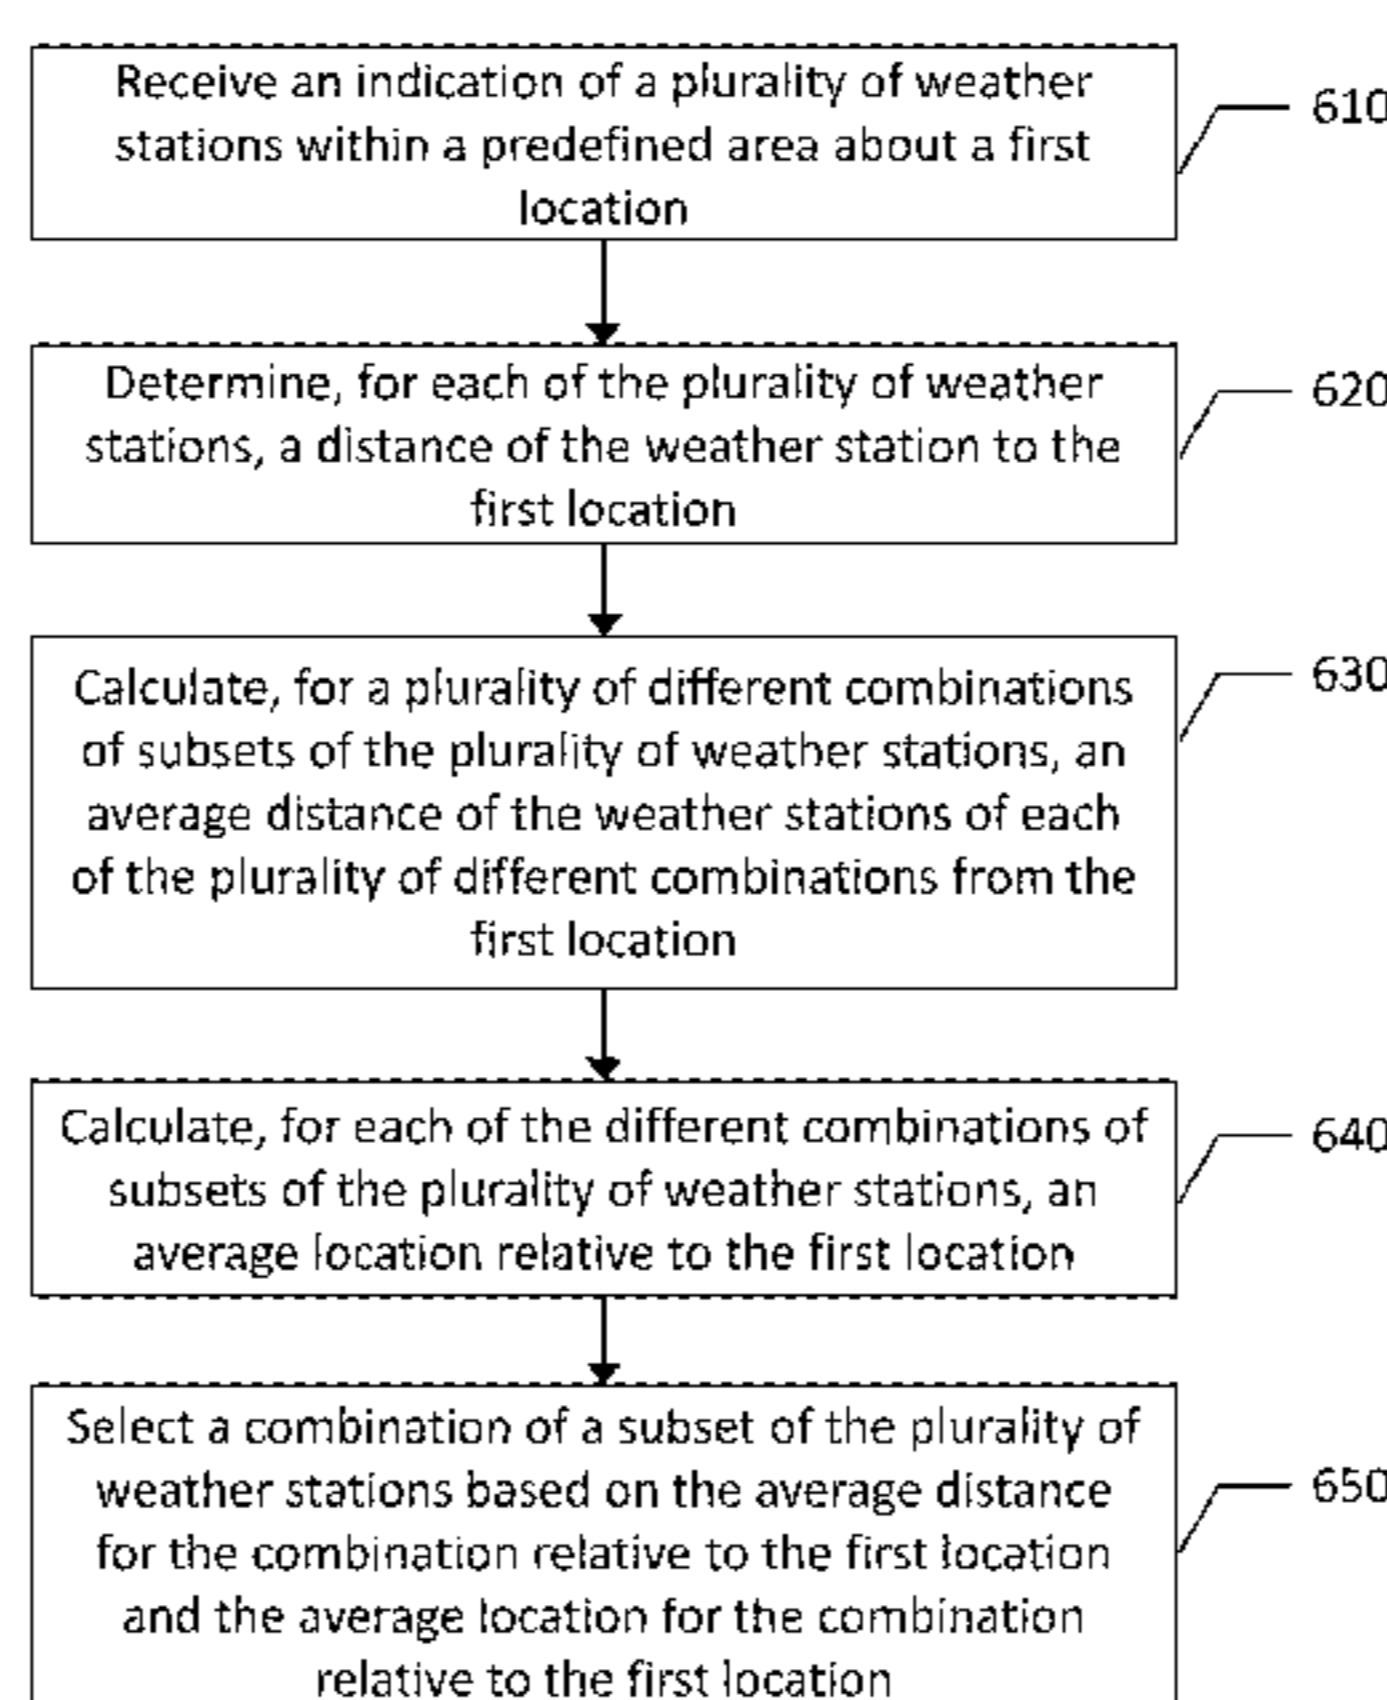 Receive an indication of a plurality of weather
stations within a predefined area about a first
location
610
Determine, for each of the plurality of weather
stations, a distance of the weather station to the
first location
620
Calculate, for a plurality of different combinations
of subsets of the plurality of weather stations, an
average distance of the weather stations of each
of the plurality of different combinations from the
first location
630
Calculate, for each of the different combinations of
subsets of the plurality of weather stations, an
average location relative to the first location
640
Select a combination of a subset of the plurality of
weather stations based on the average distance
for the combination relative to the first location
and the average location for the combination
relative to the first location
650